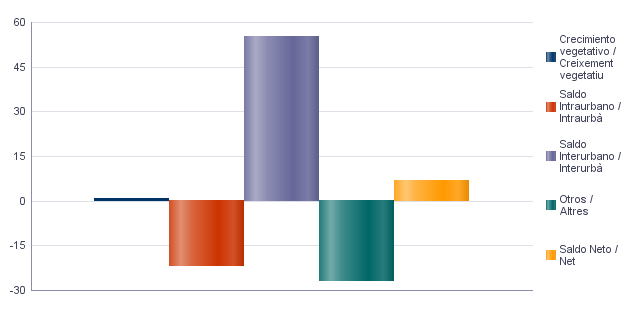 60
45
30
15
0
-15
-30
Crecimiento
vegetativo /
Creixement
vegetatiu
Saldo
Intraurbano /
Intraurbà
Saldo
Interurbano /
Interurbà
Otros /
Altres
Saldo Neto /
Net